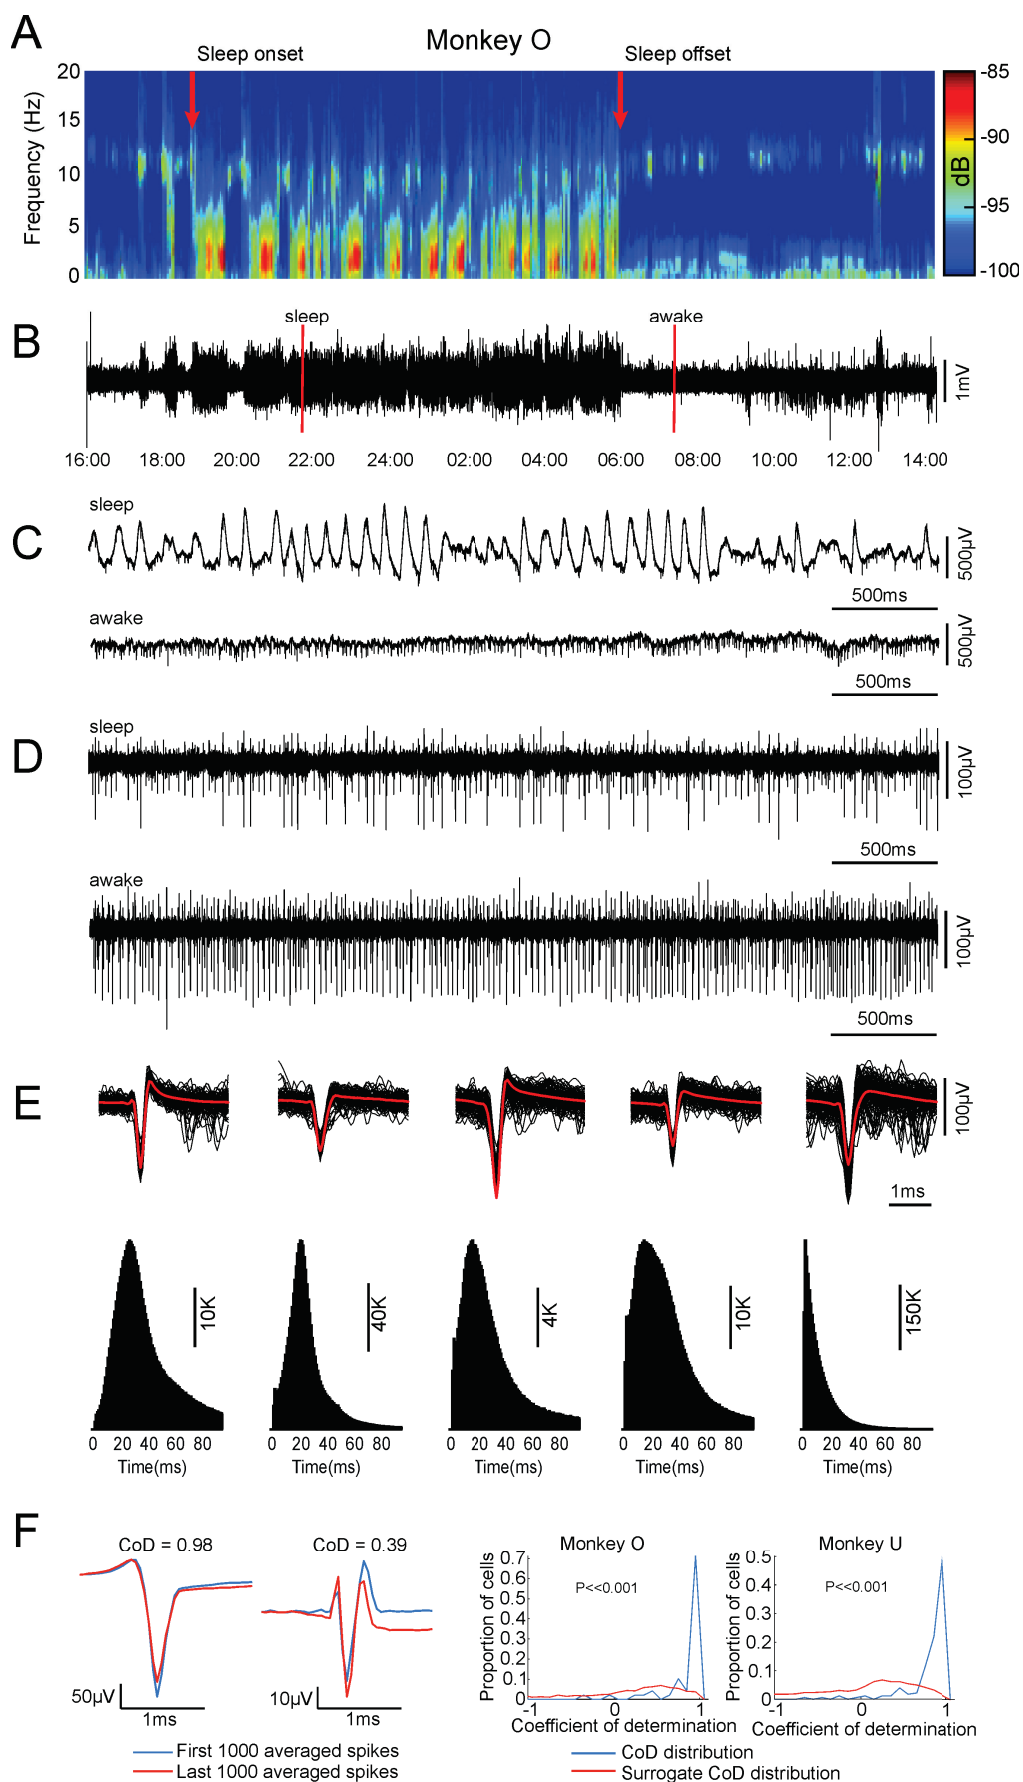 A
Monkey O
Sleep onset
Sleep offset
Frequency (Hz)
20
15
10
5
0
-85
-90
-95
-100
dB
B
sleep
awake
1mV
16:00 18:00 20:00 22:00 24:00 02:00 04:00 06:00 08:00 10:00 12:00 14:00
C
sleep
500µV
500ms
awake
500µV
500ms
D
sleep
100µV
500ms
awake
100µV
500ms
E
100µV
1ms
10K
40K
4K
10K
150K
0 20 40 60 80
0 20 40 60 80
0 20 40 60 80
0 20 40 60 80
0 20 40 60 80
Time(ms)
Time(ms)
Time(ms)
Time(ms)
Time(ms)
F
CoD = 0.98
CoD = 0.39
50µV
1ms
10µV
1ms
First 1000 averaged spikes
Last 1000 averaged spikes
Monkey O
P<<0.001
Proportion of cells
0.7
0.6
0.5
0.4
0.3
0.2
0.1
0
-1 0 1
Coefficient of determination
Monkey U
P<<0.001
Proportion of cells
0.5
0.4
0.3
0.2
0.1
0
-1 0 1
Coefficient of determination
CoD distribution
Surrogate CoD distribution